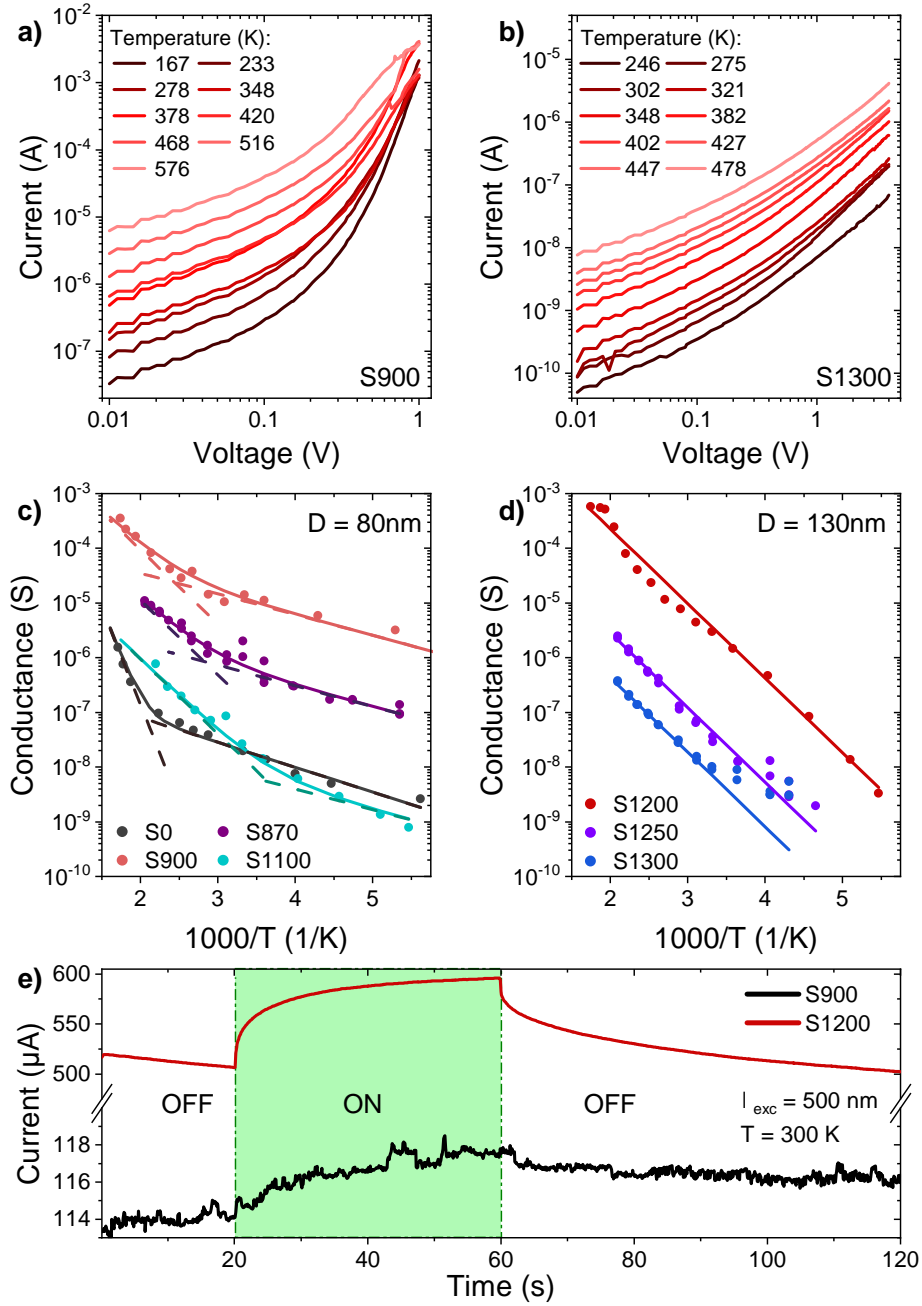 a)
Temperature (K):
167 233
278 348
378 420
468 516
576
10⁻² 10⁻³ 10⁻⁴ 10⁻⁵ 10⁻⁶ 10⁻⁷
Current (A)
S900
0.01 0.1 1
Voltage (V)
b)
Temperature (K):
246 275
302 321
348 382
402 427
447 478
10⁻⁵ 10⁻⁶ 10⁻⁷ 10⁻⁸ 10⁻⁹ 10⁻¹⁰
Current (A)
S1300
0.01 0.1 1
Voltage (V)
c)
D = 80nm
10⁻³ 10⁻⁴ 10⁻⁵ 10⁻⁶ 10⁻⁷ 10⁻⁸ 10⁻⁹ 10⁻¹⁰
Conductance (S)
S0 S870
S900 S1100
2 3 4 5
1000/T (1/K)
d)
D = 130nm
10⁻³ 10⁻⁴ 10⁻⁵ 10⁻⁶ 10⁻⁷ 10⁻⁸ 10⁻⁹ 10⁻¹⁰
Conductance (S)
S1200
S1250
S1300
2 3 4 5
1000/T (1/K)
e)
600 550 500
118 116 114
Current (µA)
S900
S1200
OFF ON OFF
l exc = 500 nm
T = 300 K
20 40 60 80 100 120
Time (s)